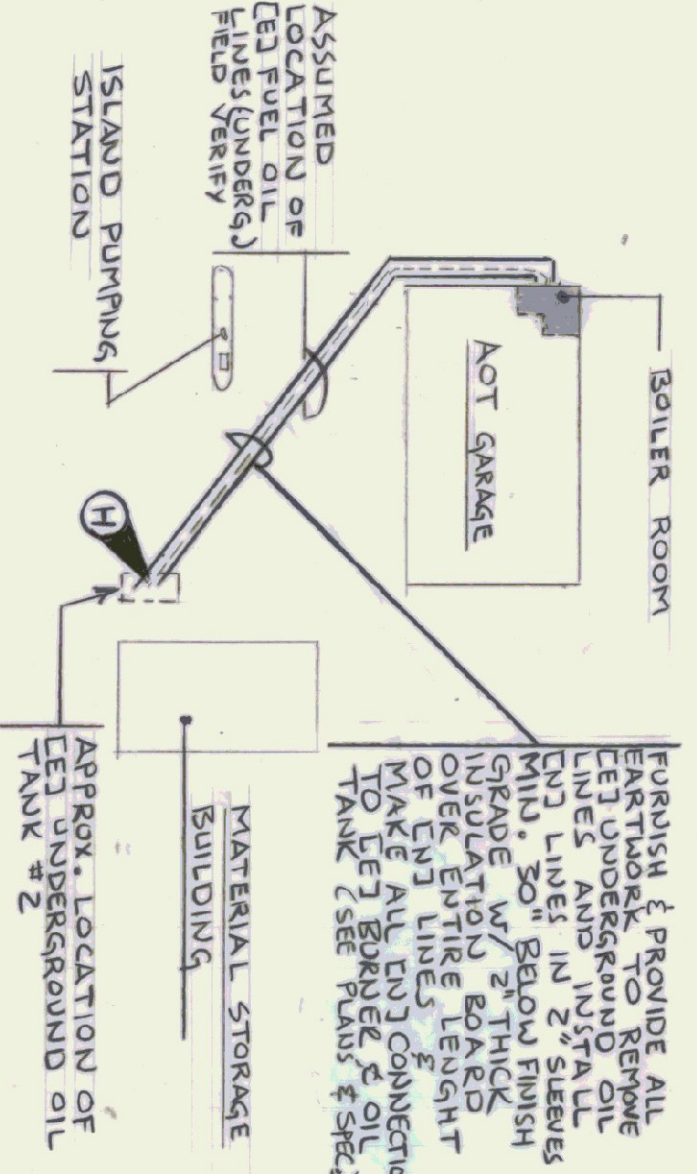 BOILER ROOM
AOT GARAGE
ASSUMED
LOCATION OF
[E] FUEL OIL
LINES (UNDERG.)
FIELD VERIFY
ISLAND PUMPING
STATION
H
FURNISH & PROVIDE ALL
EARTWORK TO REMOVE
[E] UNDERGROUND OIL
LINES AND INSTALL
[N] LINES IN 2" SLEEVES
MIN. 30" BELOW FINISH
GRADE W/ 2" THICK
INSULATION BOARD
OVER ENTIRE LENGHT
OF [N] LINES &
MAKE ALL [N] CONNECTIO
TO [E] BURNER & OIL
TANK (SEE PLANS & SPEC.
MATERIAL STORAGE
BUILDING
APPROX. LOCATION OF
[E] UNDERGROUND OIL
TANK #2